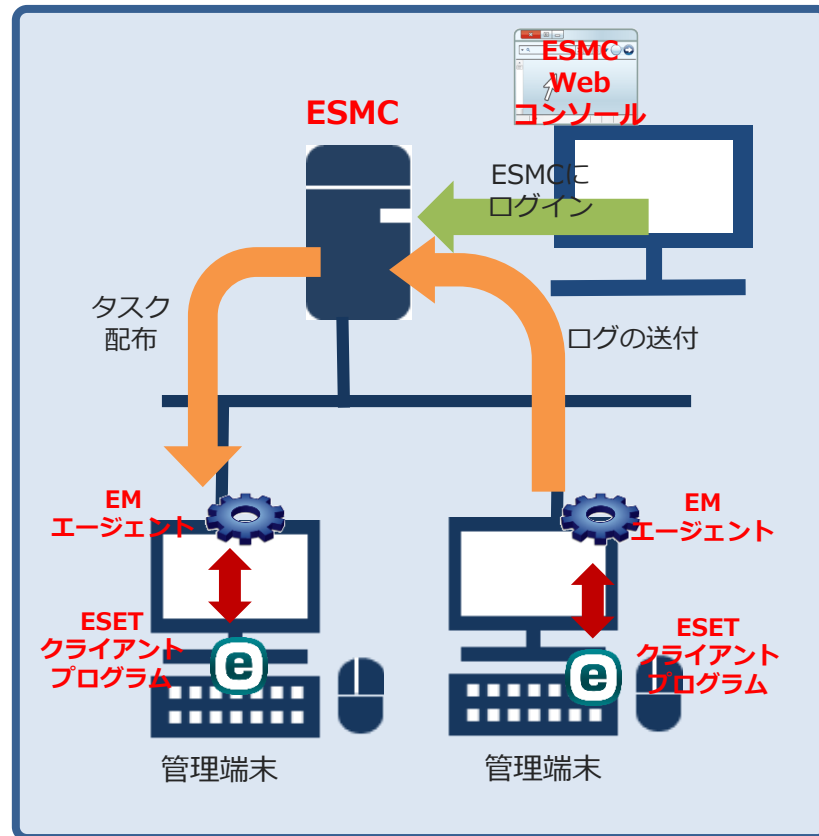 ESMC
Web
コンソール
ESMC
ESMCに
ログイン
タスク
配布
ログの送付
EM
エージェント
EM
エージェント
ESET
クライアント
プログラム
e
ESET
クライアント
プログラム
e
管理端末
管理端末